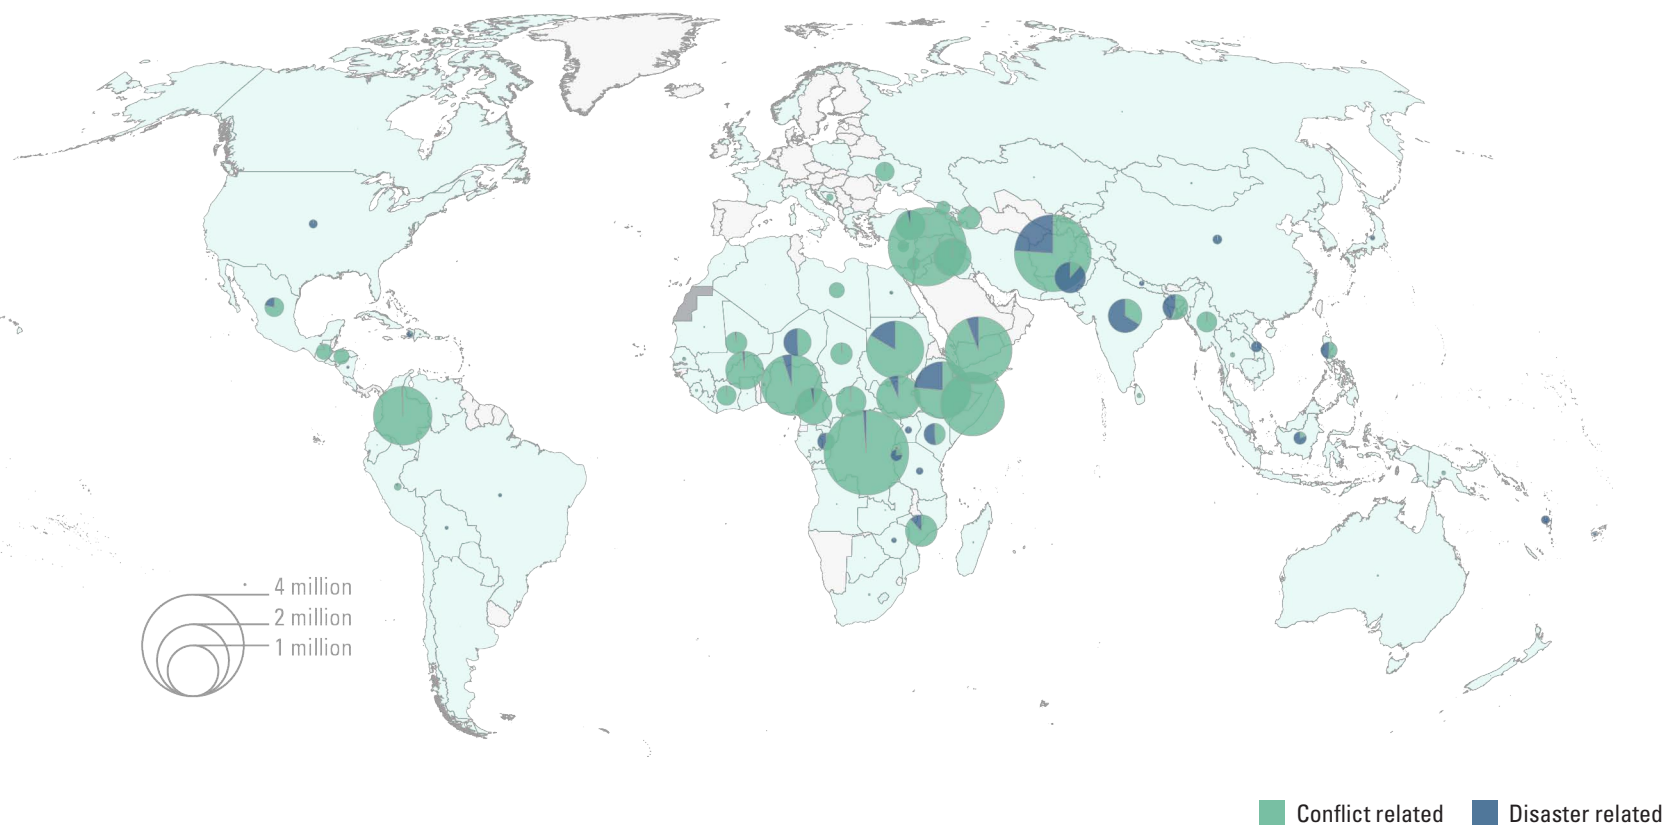 4 million
2 million
1 million
Conflict related
Disaster related